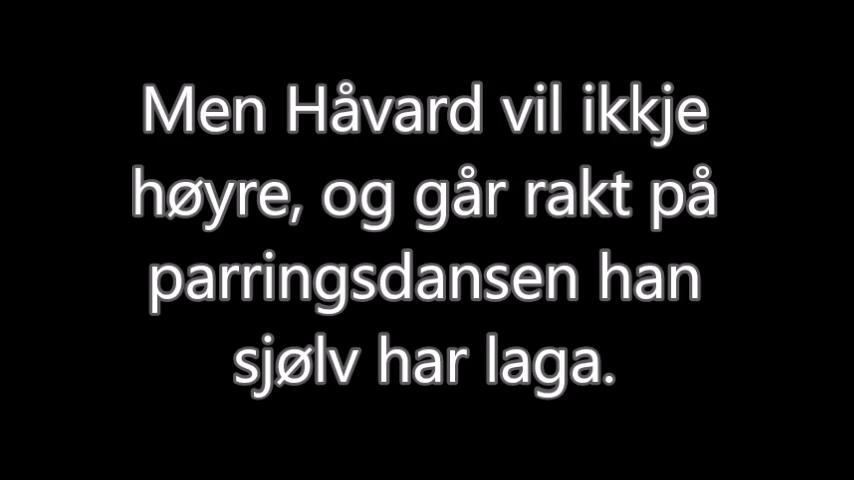 Men Håvard vil ikkje
høyre, og går rakt på
parringsdansen han
sjølv har laga.